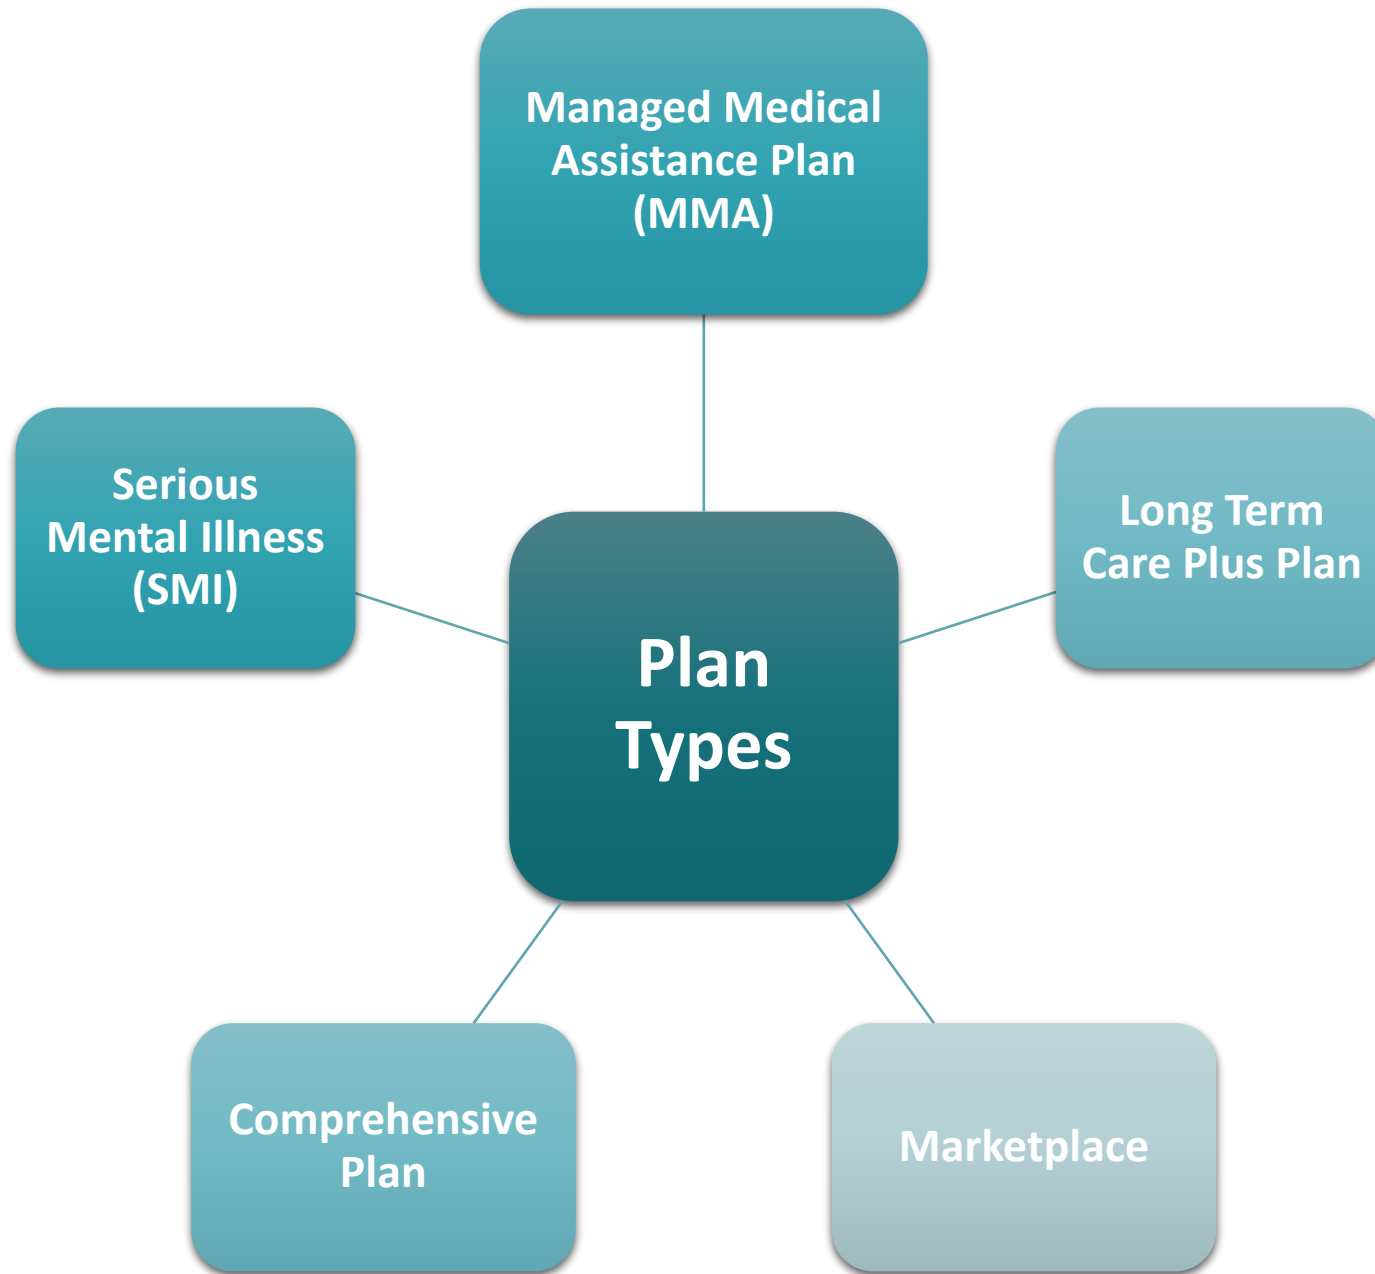 Managed Medical
Assistance Plan
(MMA)
Serious
Mental Illness
(SMI)
Long Term
Care Plus Plan
Plan
Types
Comprehensive
Plan
Marketplace